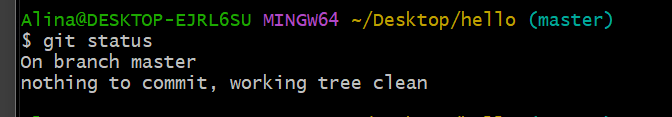 Alina@DESKTOP-EJRL6SU MINGW64 ~/Desktop/hello (master)
$ git status
On branch master
nothing to commit, working tree clean